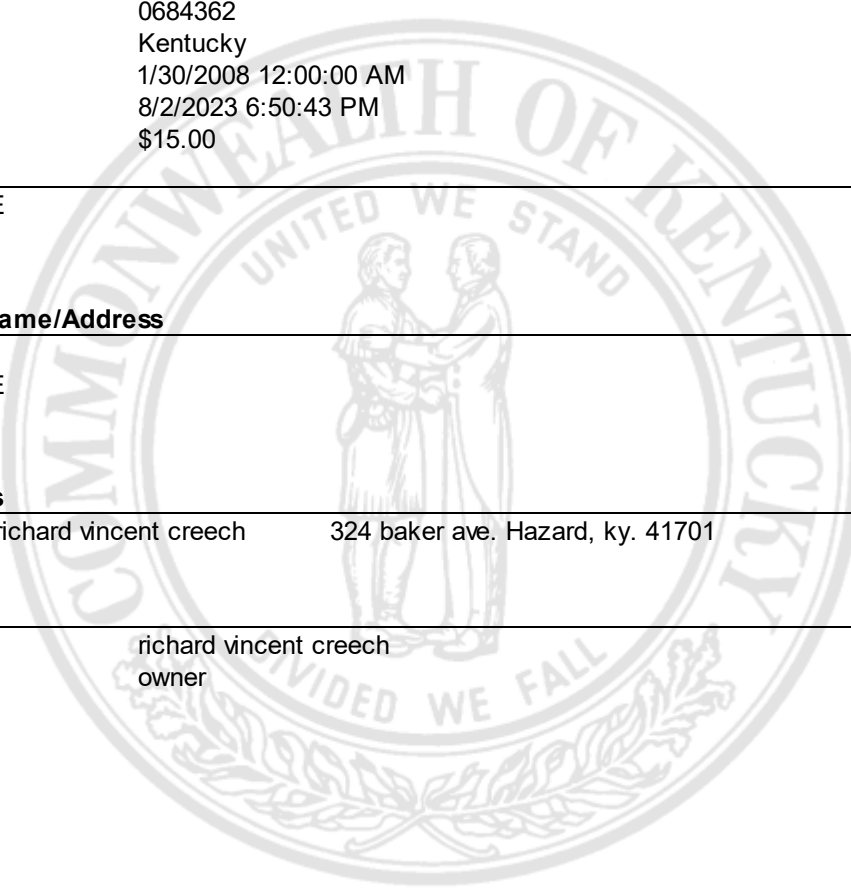 0684362
Kentucky
1/30/2008 12:00:00 AM
8/2/2023 6:50:43 PM
$15.00
E
ame/Address
E
s
richard vincent creech 324 baker ave. Hazard, ky. 41701
richard vincent creech
owner
COMMONWEALTH OF KENTUCKY
UNITED WE STAND
DIVIDED WE FALL